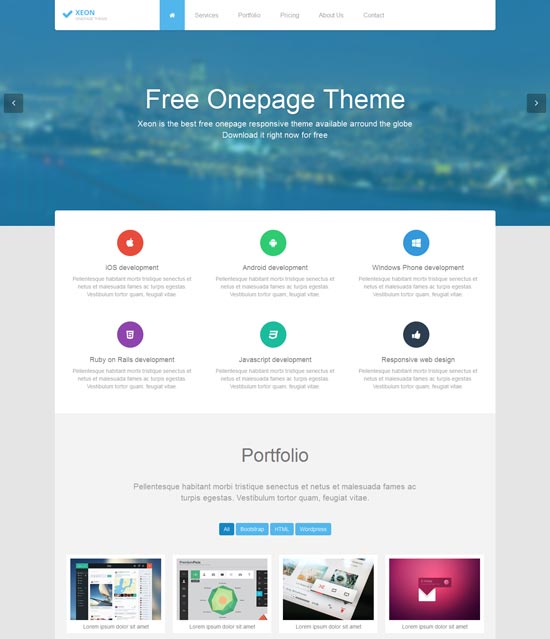 XEON
ONEPAGE THEME
Services
Portfolio
Pricing
About Us
Contact
Free Onepage Theme
Xeon is the best free onepage responsive theme available arround the globe
Download it right now for free
iOS development
Pellentesque habitant morbi tristique senectus et
netus et malesuada fames ac turpis egestas.
Vestibulum tortor quam, feugiat vitae.
Android development
Pellentesque habitant morbi tristique senectus et
netus et malesuada fames ac turpis egestas.
Vestibulum tortor quam, feugiat vitae.
Windows Phone development
Pellentesque habitant morbi tristique senectus et
netus et malesuada fames ac turpis egestas.
Vestibulum tortor quam, feugiat vitae.
Ruby on Rails development
Pellentesque habitant morbi tristique senectus et
netus et malesuada fames ac turpis egestas.
Vestibulum tortor quam, feugiat vitae.
Javascript development
Pellentesque habitant morbi tristique senectus et
netus et malesuada fames ac turpis egestas.
Vestibulum tortor quam, feugiat vitae.
Responsive web design
Pellentesque habitant morbi tristique senectus et
netus et malesuada fames ac turpis egestas.
Vestibulum tortor quam, feugiat vitae.
Portfolio
Pellentesque habitant morbi tristique senectus et netus et malesuada fames ac
turpis egestas. Vestibulum tortor quam, feugiat vitae.
All
Bootstrap
HTML
Wordpress
Lorem ipsum dolor sit amet
Lorem ipsum dolor sit amet
Lorem ipsum dolor sit amet
Lorem ipsum dolor sit amet